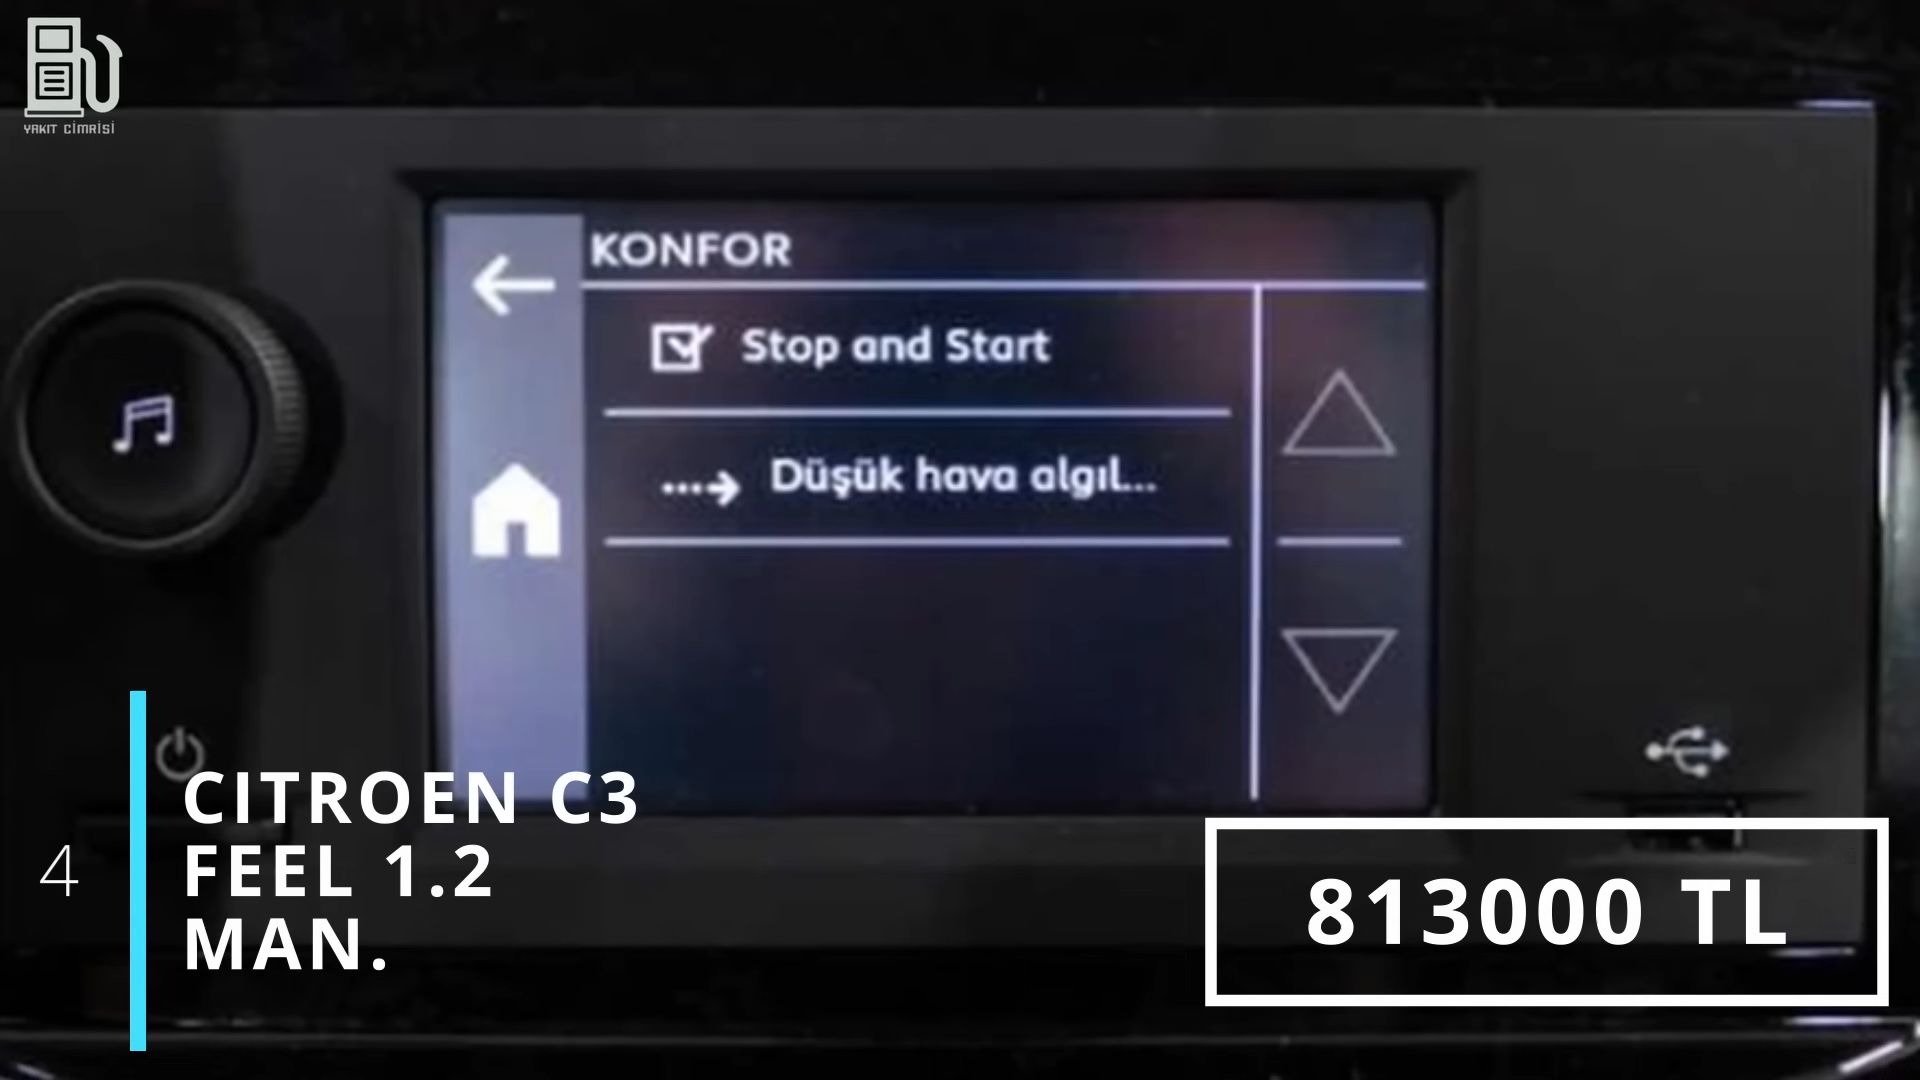 YAKIT CİMRİSİ
KONFOR
Stop and Start
Düşük hava algıl...
4
CITROEN C3
FEEL 1.2
MAN.
813000 TL